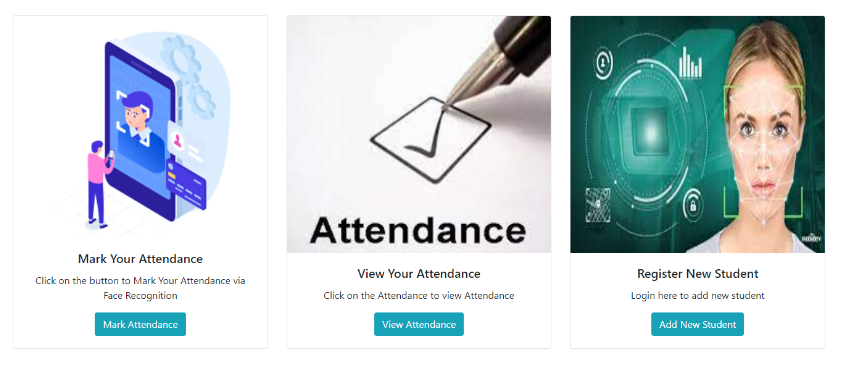 Mark Your Attendance
Click on the button to Mark Your Attendance via
Face Recognition
Mark Attendance
Attendance
View Your Attendance
Click on the Attendance to view Attendance
View Attendance
Register New Student
Login here to add new student
Add New Student